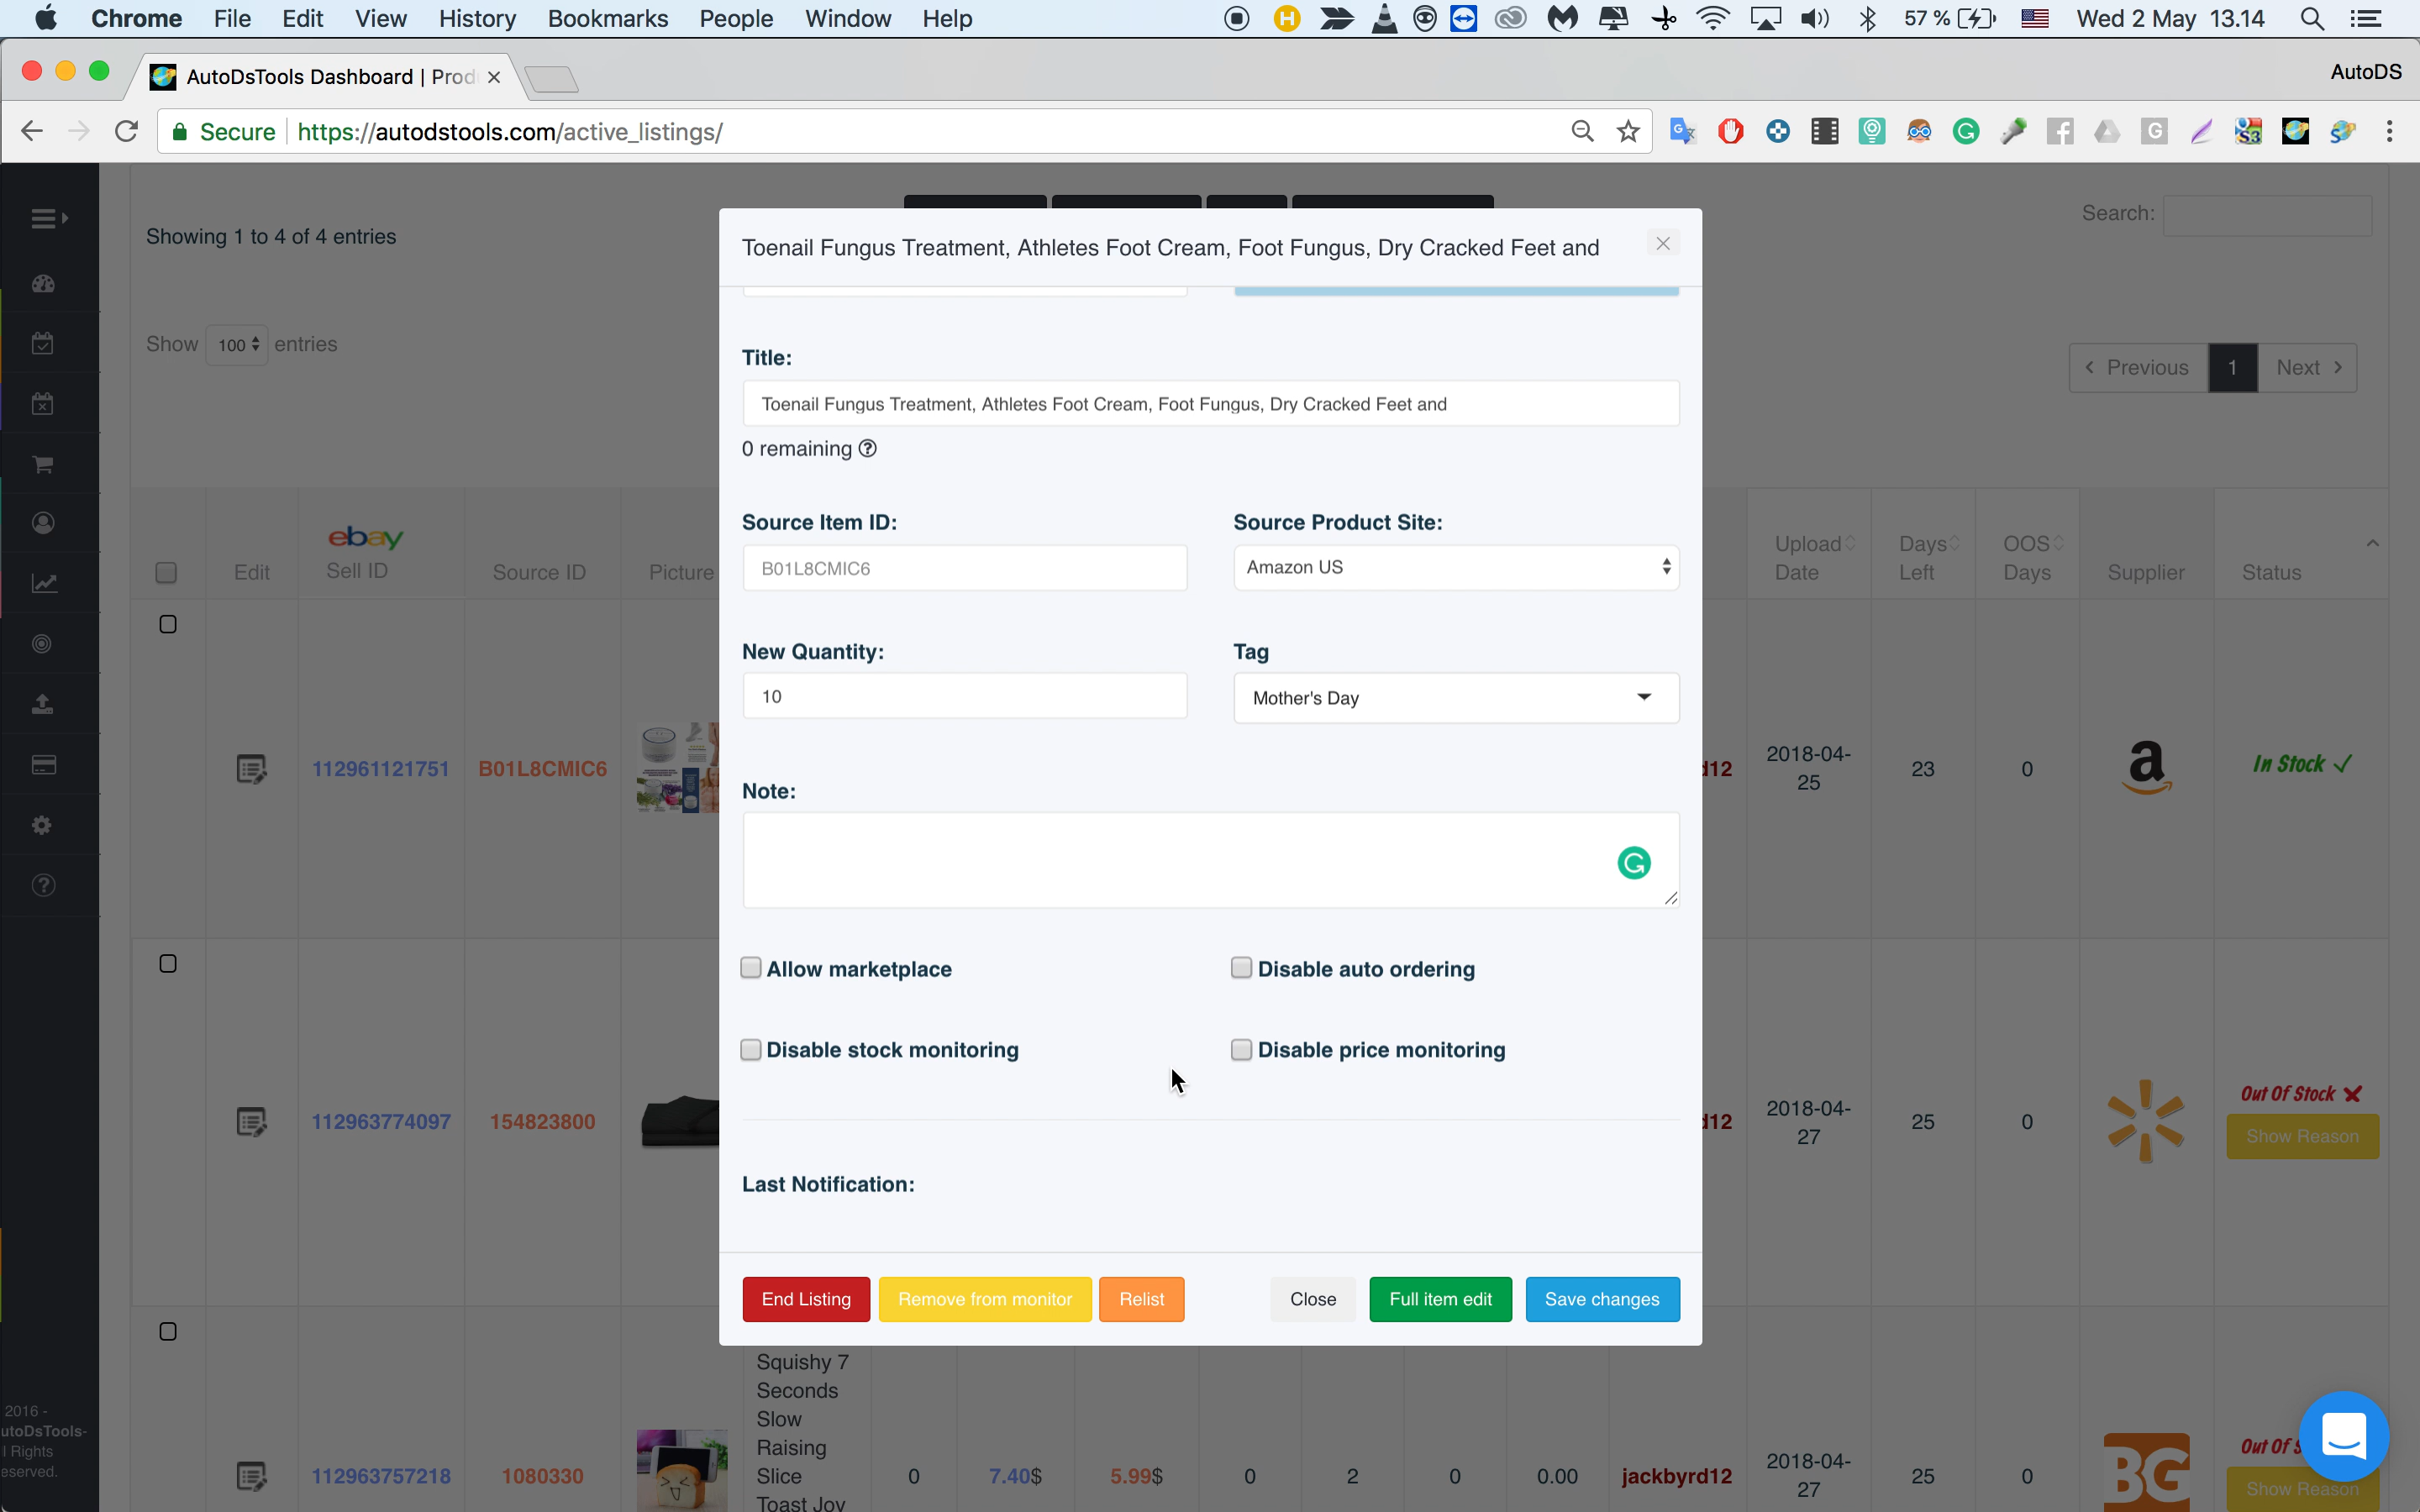 Chrome File Edit View History Bookmarks People Window Help
57 % Wed 2 May 13.14
AutoDsTools Dashboard | Prod
AutoDS
Secure https://autodstools.com/active_listings/
Showing 1 to 4 of 4 entries
Search:
Show 100 entries
Previous 1 Next
Toenail Fungus Treatment, Athletes Foot Cream, Foot Fungus, Dry Cracked Feet and
Title:
Toenail Fungus Treatment, Athletes Foot Cream, Foot Fungus, Dry Cracked Feet and
0 remaining
Source Item ID:
Source Product Site:
B01L8CMIC6
Amazon US
New Quantity:
Tag
10
Mother's Day
Note:
Allow marketplace
Disable auto ordering
Disable stock monitoring
Disable price monitoring
Last Notification:
End Listing Remove from monitor Relist Close Full item edit Save changes
Edit
ebay
Sell ID
Source ID
Picture
Upload
Date
Days
Left
OOS
Days
Supplier
Status
112961121751 B01L8CMIC6
d12
2018-04-
25
23
0
In Stock
112963774097 154823800
d12
2018-04-
27
25
0
Out Of Stock
Show Reason
112963757218 1080330
Squishy 7
Seconds
Slow
Raising
Slice
Toast Joy
0 7.40$ 5.99$ 0 2 0 0.00 jackbyrd12
2018-04-
27
25
0
BG
Out Of S
Show Reason
2016 -
utoDsTools-
l Rights
eserved.